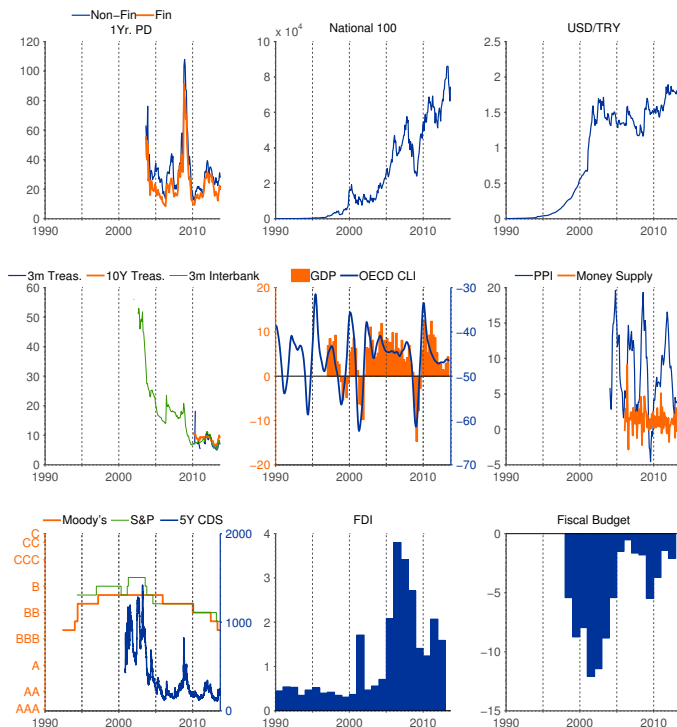 Non−Fin Fin
1Yr. PD
120
100
80
60
40
20
0
1990 2000 2010
National 100
x 10^4
10
8
6
4
2
0
1990 2000 2010
USD/TRY
2.5
2
1.5
1
0.5
0
1990 2000 2010
3m Treas. 10Y Treas. 3m Interbank
60
50
40
30
20
10
0
1990 2000 2010
GDP OECD CLI
20 −30
10 −40
0 −50
−10 −60
−20 −70
1990 2000 2010
PPI Money Supply
20
15
10
5
0
−5
1990 2000 2010
Moody's S&P 5Y CDS
C 2000
CC
CCC
B
BB 1000
BBB
A
AA
AAA 0
1990 2000 2010
FDI
4
3
2
1
0
1990 2000 2010
Fiscal Budget
0
−5
−10
−15
1990 2000 2010